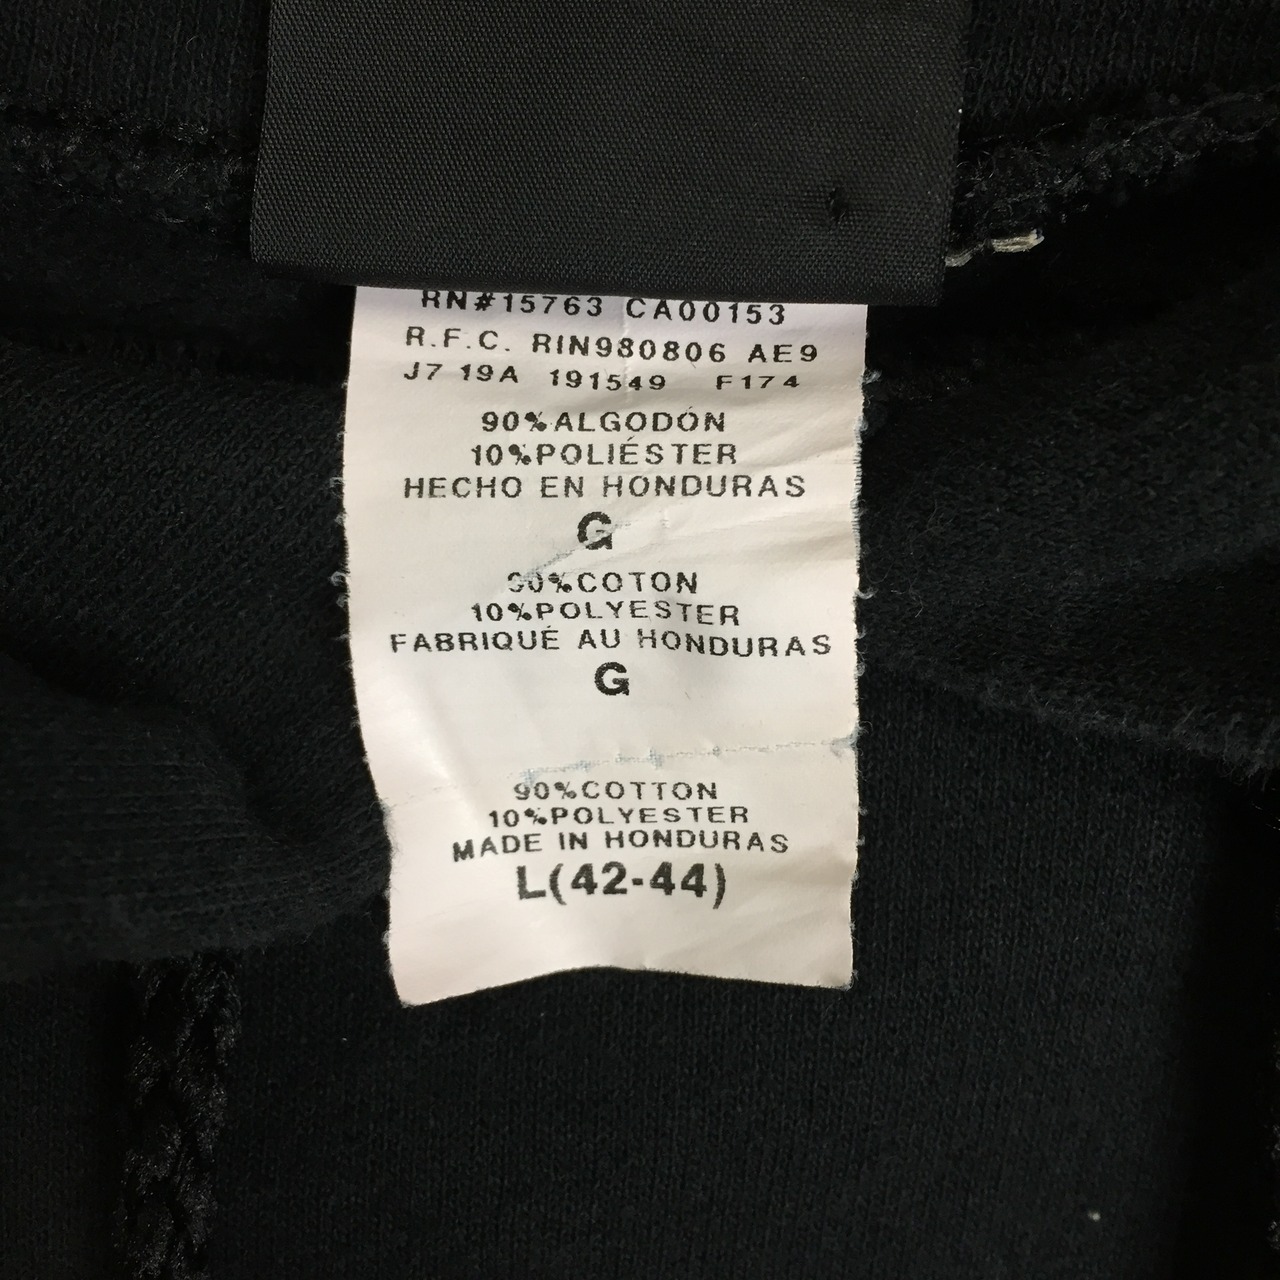 RN#15763 CA00153
R.F.C. RIN980806 AE9
J7 19A 191549 F174
90%ALGODÓN
10%POLIÉSTER
HECHO EN HONDURAS
G
90%COTON
10%POLYESTER
FABRIQUÉ AU HONDURAS
G
90%COTTON
10%POLYESTER
MADE IN HONDURAS
L(42-44)